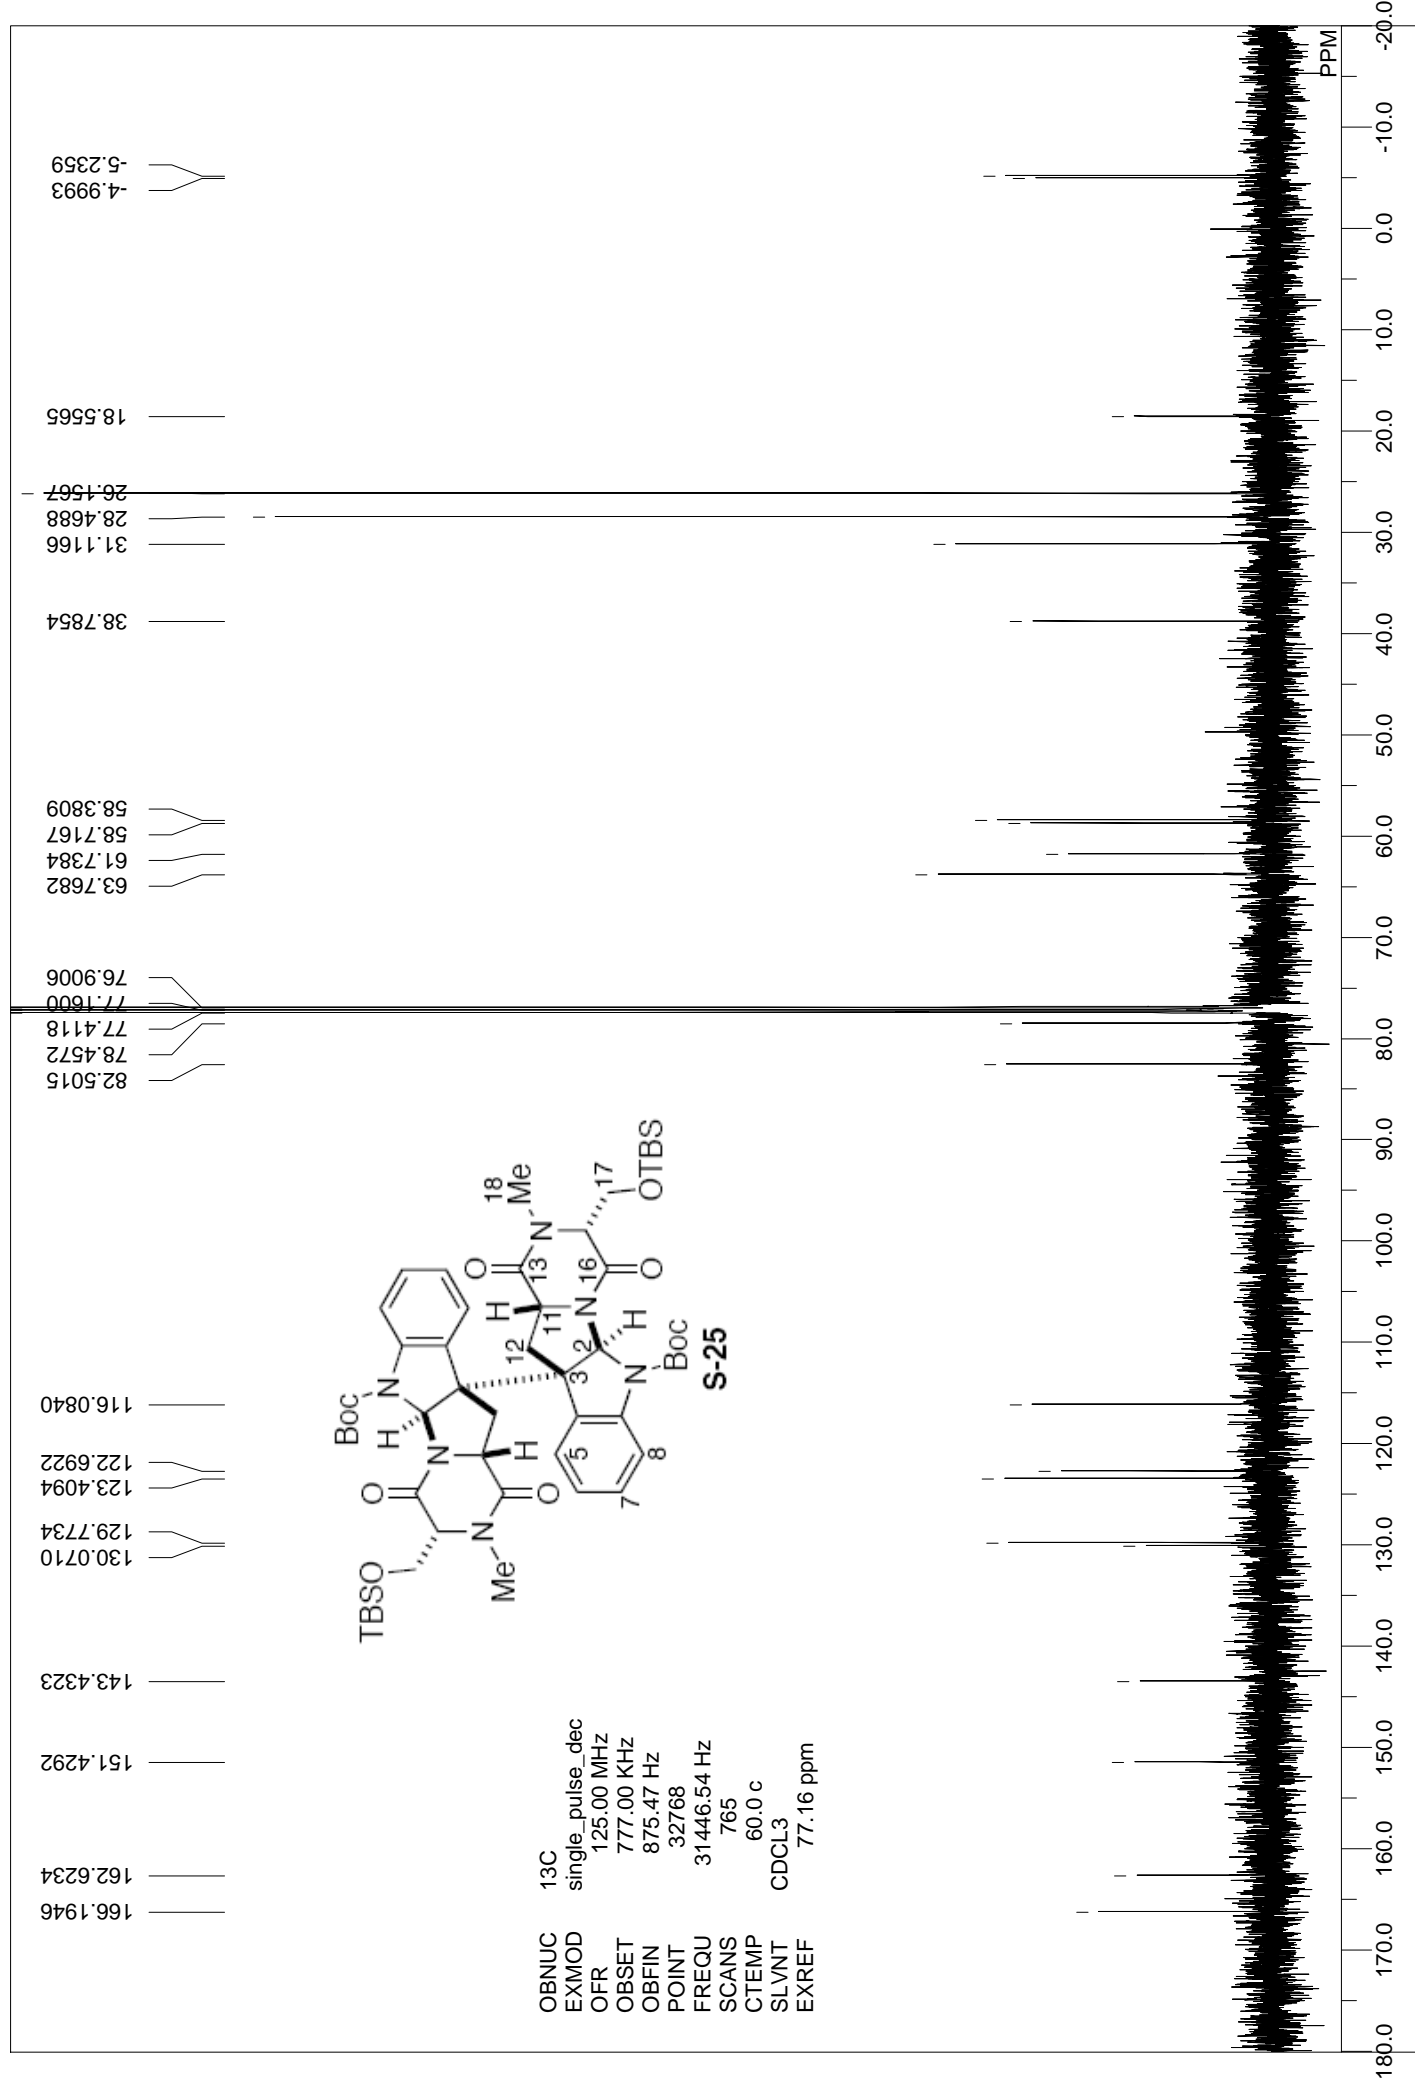 166.1946
162.6234
151.4292
143.4323
130.0710
129.7734
123.4094
122.6922
116.0840
82.5015
78.4572
77.4118
77.1600
76.9006
63.7682
61.7384
58.7167
58.3809
38.7854
31.1166
28.4688
26.1567
18.5565
-4.9993
-5.2359
OBNUC 13C
EXMOD single_pulse_dec
OFR 125.00 MHz
OBSET 777.00 KHz
OBFIN 875.47 Hz
POINT 32768
FREQU 31446.54 Hz
SCANS 765
CTEMP 60.0 c
SLVNT CDCL3
EXREF 77.16 ppm
TBSO
O
Boc
H
N
N
N
Me
O
H
5
7
8
3
12
2
11
H
O
13
18
Me
N
N
16
O
17
OTBS
H
N
Boc
S-25
PPM
180.0 170.0 160.0 150.0 140.0 130.0 120.0 110.0 100.0 90.0 80.0 70.0 60.0 50.0 40.0 30.0 20.0 10.0 0.0 -10.0 -20.0